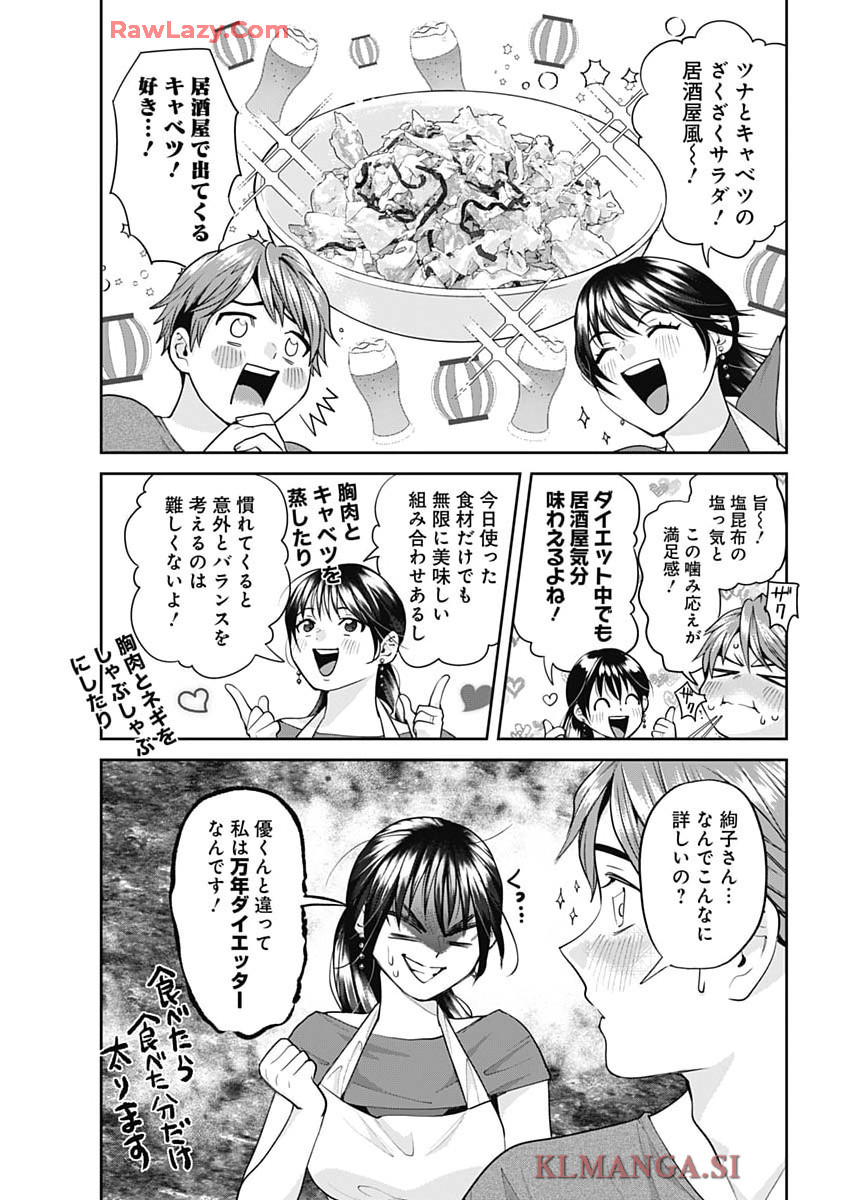 RawLazy.Com
ツナとキャベツの
ざくざくサラダ！
居酒屋風～！
居酒屋で出てくる
キャベツ！
好き…！
旨～！
塩昆布の
塩っ気と
この噛み応えが
満足感！
ザク
ダイエット中でも
居酒屋気分
味わえるよね！
今日使った
食材だけでも
無限に美味しい
組み合わせあるし
胸肉と
キャベツを
蒸したり
慣れてくると
意外とバランスを
考えるのは
難しくないよ！
胸肉とネギを
しゃぶしゃぶ
にしたり
絢子さん…
なんでこんなに
詳しいの？
くっ…
優くんと違って
私は万年ダイエッター
なんです！
食べたら
食べた分だけ
太ります
KLMANGA.SI